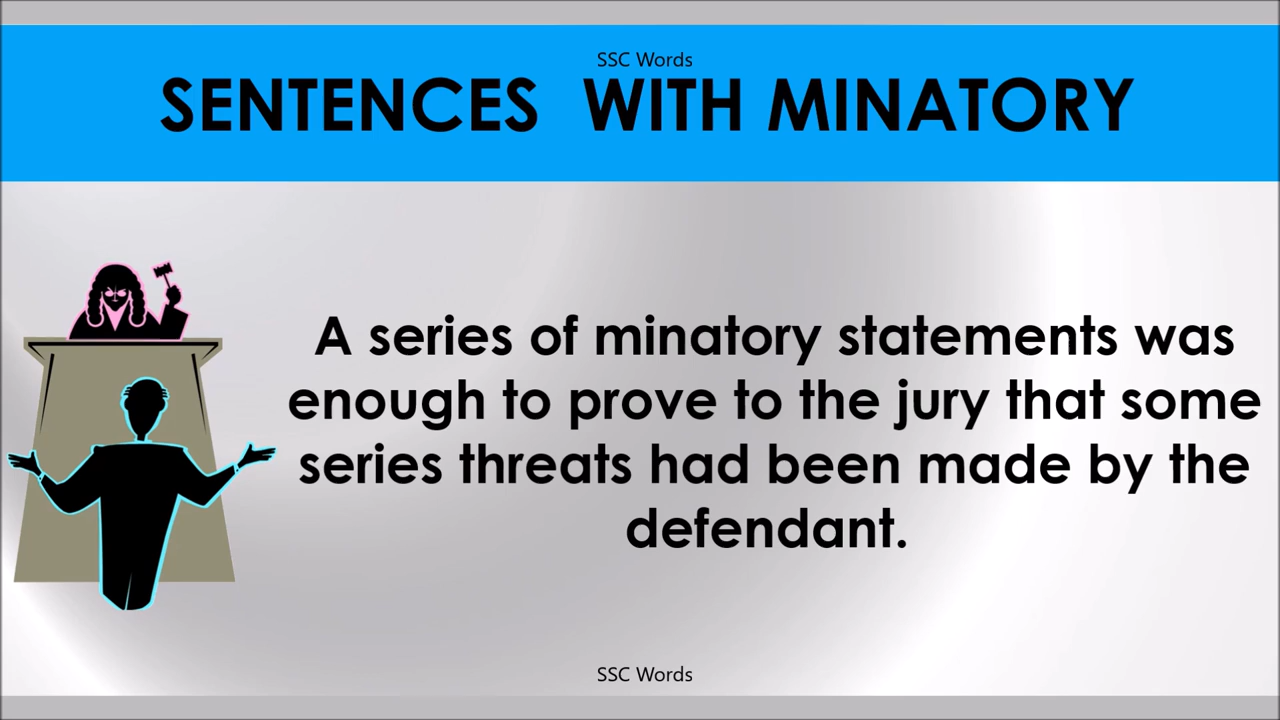 SSC Words
SENTENCES WITH MINATORY
A series of minatory statements was
enough to prove to the jury that some
series threats had been made by the
defendant.
SSC Words